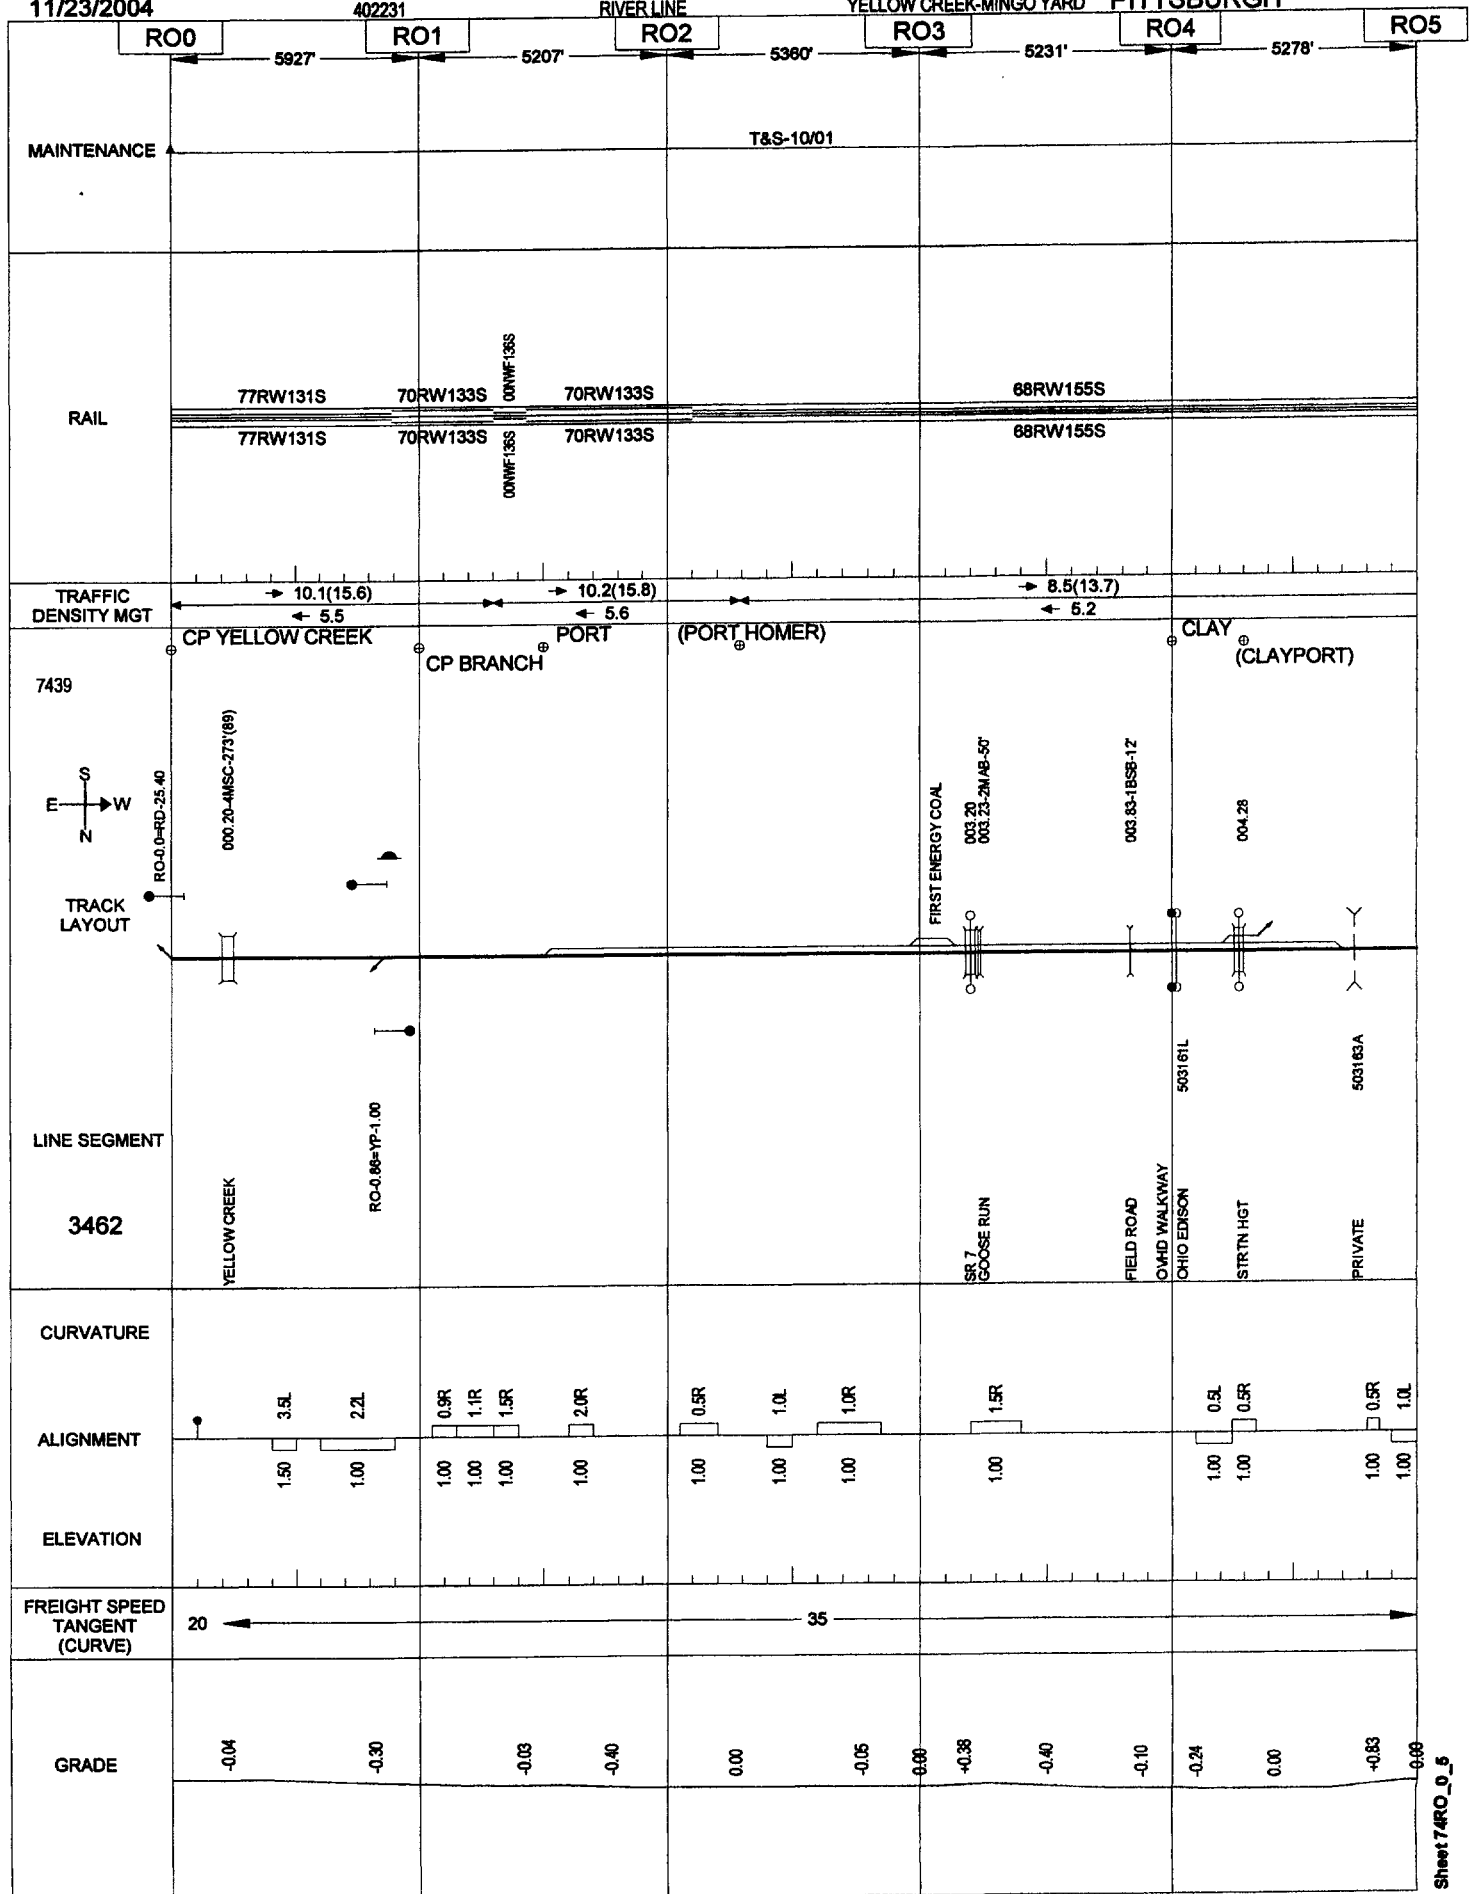 11/23/2004 402231 RIVER LINE YELLOW CREEK-MINGO YARD PITTSBURGH
RO0 RO1 RO2 RO3 RO4 RO5
5927' 5207' 5360' 5231' 5278'
MAINTENANCE
T&S-10/01
RAIL
77RW131S 70RW133S 00NWF136S 70RW133S 68RW155S
77RW131S 70RW133S 00NWF136S 70RW133S 68RW155S
TRAFFIC
DENSITY MGT
10.1(15.6) 10.2(15.8) 8.5(13.7)
5.5 5.6 5.2
CP YELLOW CREEK
CP BRANCH
PORT
(PORT HOMER)
CLAY
(CLAYPORT)
7439
S
E W
N
TRACK
LAYOUT
RO-0.0=RD-25.40
000.20-4MSC-273'(89)
FIRST ENERGY COAL
003.20
003.23-2MAB-50'
003.83-1BSB-12'
004.28
503161L
503163A
LINE SEGMENT
3462
YELLOW CREEK
RO-0.86=YP-1.00
SR 7
GOOSE RUN
FIELD ROAD
OVHD WALKWAY
OHIO EDISON
STRTN HGT
PRIVATE
CURVATURE
3.5L 2.2L 0.9R 1.1R 1.5R 2.0R 0.5R 1.0L 1.0R 1.5R 0.5L 0.5R 0.5R 1.0L
ALIGNMENT
1.50 1.00 1.00 1.00 1.00 1.00 1.00 1.00 1.00 1.00 1.00 1.00 1.00 1.00
ELEVATION
FREIGHT SPEED
TANGENT
(CURVE)
20 35
GRADE
-0.04 -0.30 -0.03 -0.40 0.00 -0.05 0.00 +0.38 -0.40 -0.10 -0.24 0.00 +0.83 0.00
Sheet 74RO_0_5